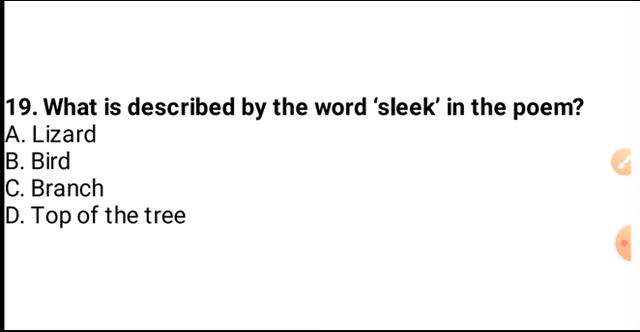 19. What is described by the word ‘sleek’ in the poem?
A. Lizard
B. Bird
C. Branch
D. Top of the tree